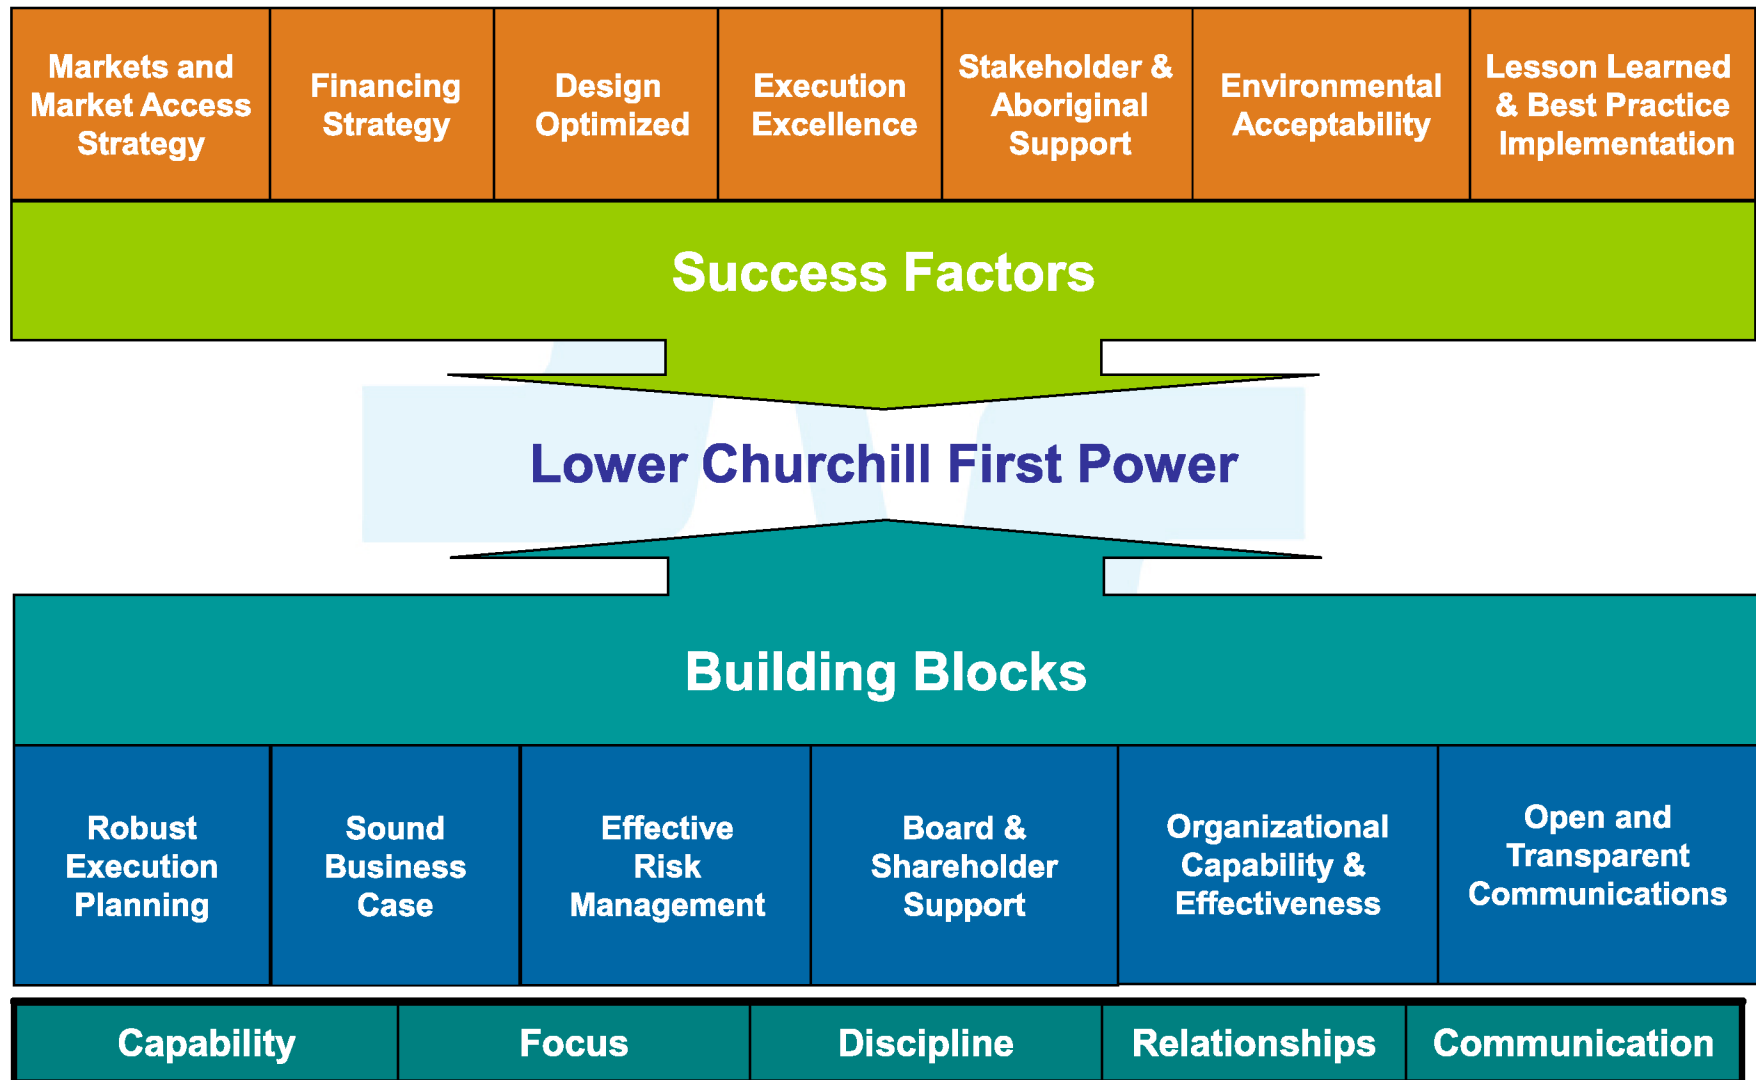 Markets and
Market Access
Strategy
Financing
Strategy
Design
Optimized
Execution
Excellence
Stakeholder &
Aboriginal
Support
Environmental
Acceptability
Lesson Learned
& Best Practice
Implementation
Success Factors
Lower Churchill First Power
Building Blocks
Robust
Execution
Planning
Sound
Business
Case
Effective
Risk
Management
Board &
Shareholder
Support
Organizational
Capability &
Effectiveness
Open and
Transparent
Communications
Capability
Focus
Discipline
Relationships
Communication